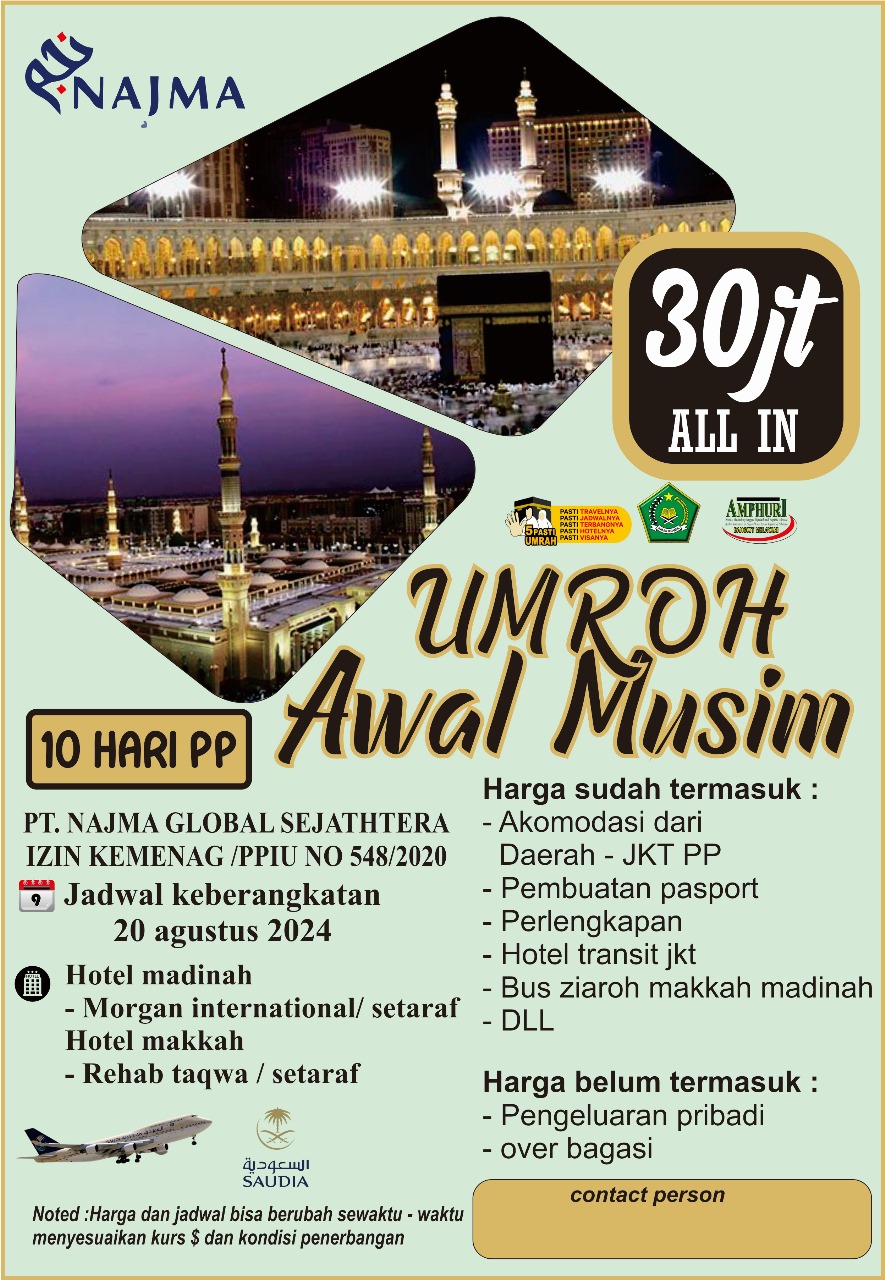 نجم
NAJMA
30jt
ALL IN
5 PASTI
UMRAH
PASTI TRAVELNYA
PASTI JADWALNYA
PASTI TERBANGNYA
PASTI HOTELNYA
PASTI VISANYA
AMPHURI
UMROH
Awal Musim
10 HARI PP
PT. NAJMA GLOBAL SEJATHTERA
IZIN KEMENAG /PPIU NO 548/2020
9
Jadwal keberangkatan
20 agustus 2024
HOTEL
Hotel madinah
- Morgan international/ setaraf
Hotel makkah
- Rehab taqwa / setaraf
السعودية
SAUDIA
Noted :Harga dan jadwal bisa berubah sewaktu - waktu
menyesuaikan kurs $ dan kondisi penerbangan
Harga sudah termasuk :
- Akomodasi dari
Daerah - JKT PP
- Pembuatan pasport
- Perlengkapan
- Hotel transit jkt
- Bus ziaroh makkah madinah
- DLL
Harga belum termasuk :
- Pengeluaran pribadi
- over bagasi
contact person